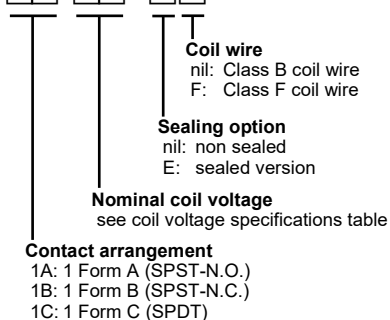 Coil wire
nil: Class B coil wire
F: Class F coil wire
Sealing option
nil: non sealed
E: sealed version
Nominal coil voltage
see coil voltage specifications table
Contact arrangement
1A: 1 Form A (SPST-N.O.)
1B: 1 Form B (SPST-N.C.)
1C: 1 Form C (SPDT)